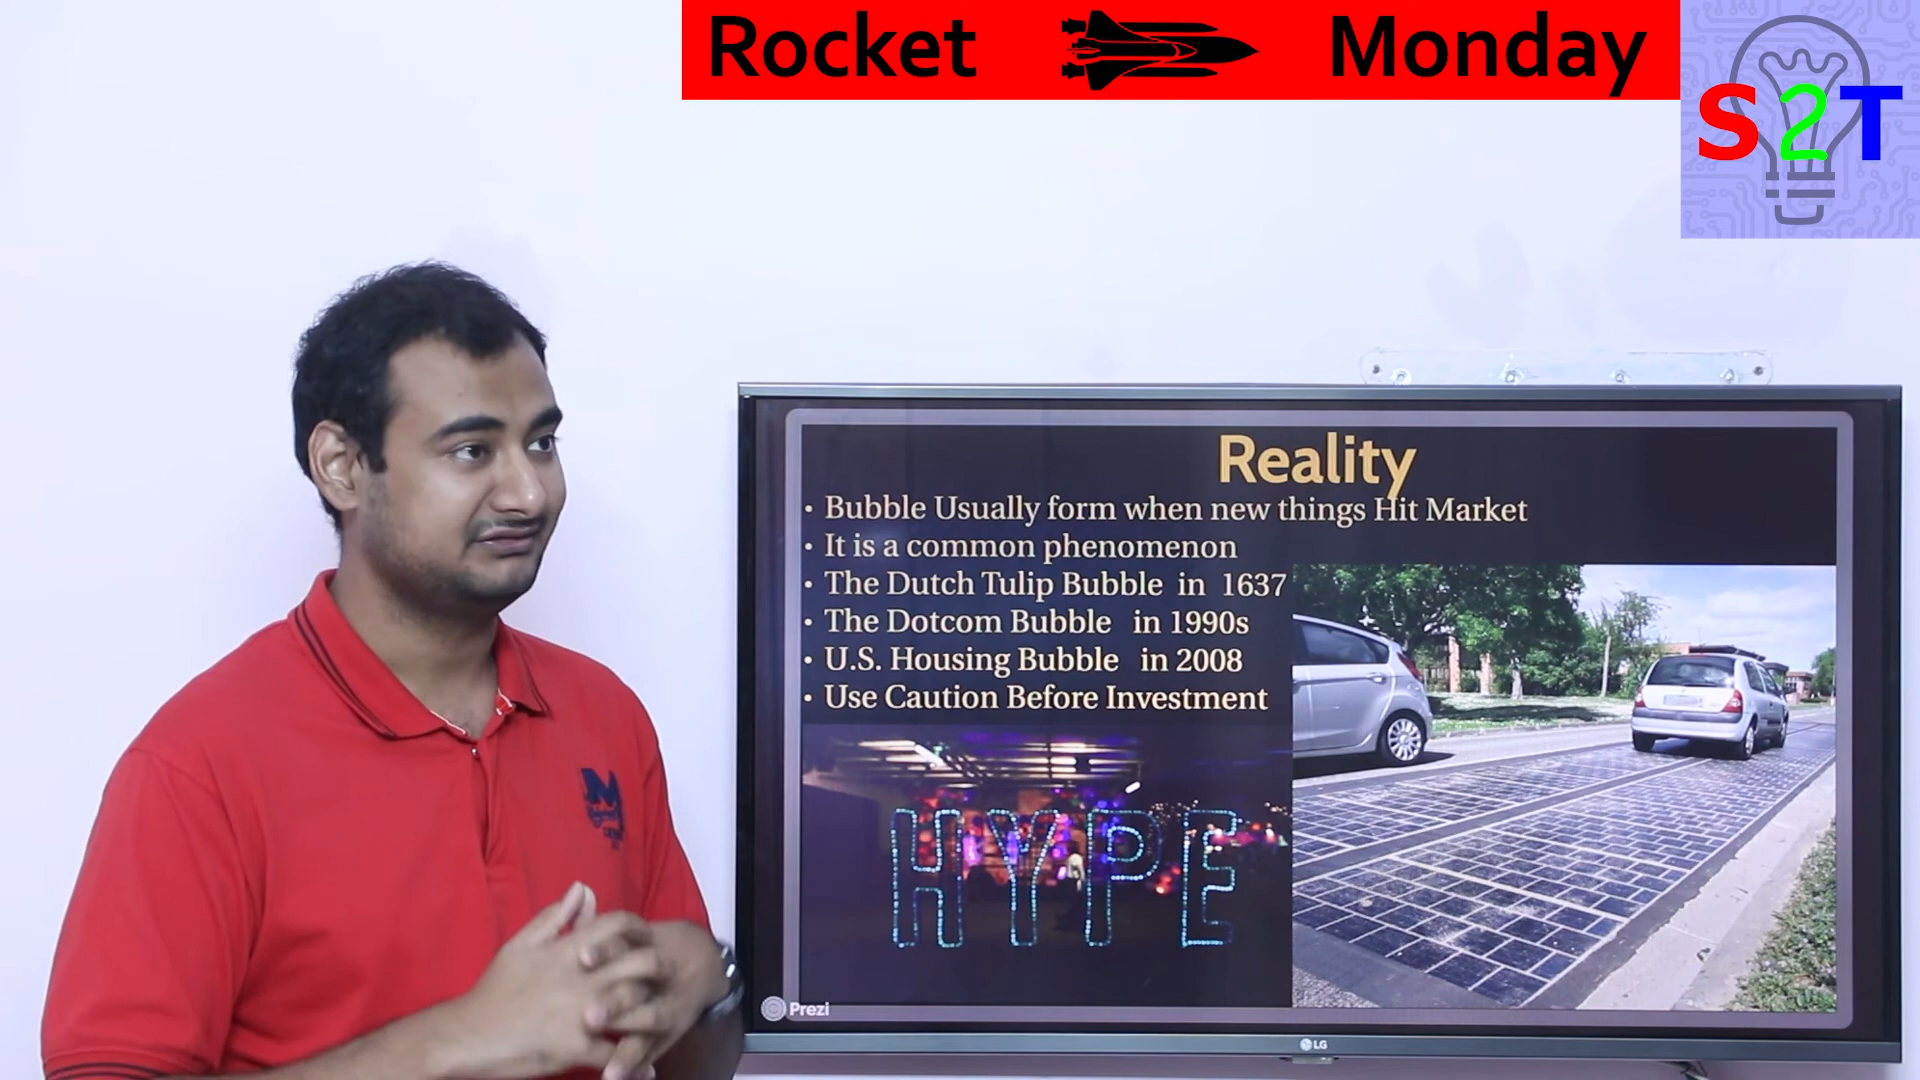 Rocket Monday
S2T
Reality
• Bubble Usually form when new things Hit Market
• It is a common phenomenon
• The Dutch Tulip Bubble in 1637
• The Dotcom Bubble in 1990s
• U.S. Housing Bubble in 2008
• Use Caution Before Investment
HYPE
Prezi
LG